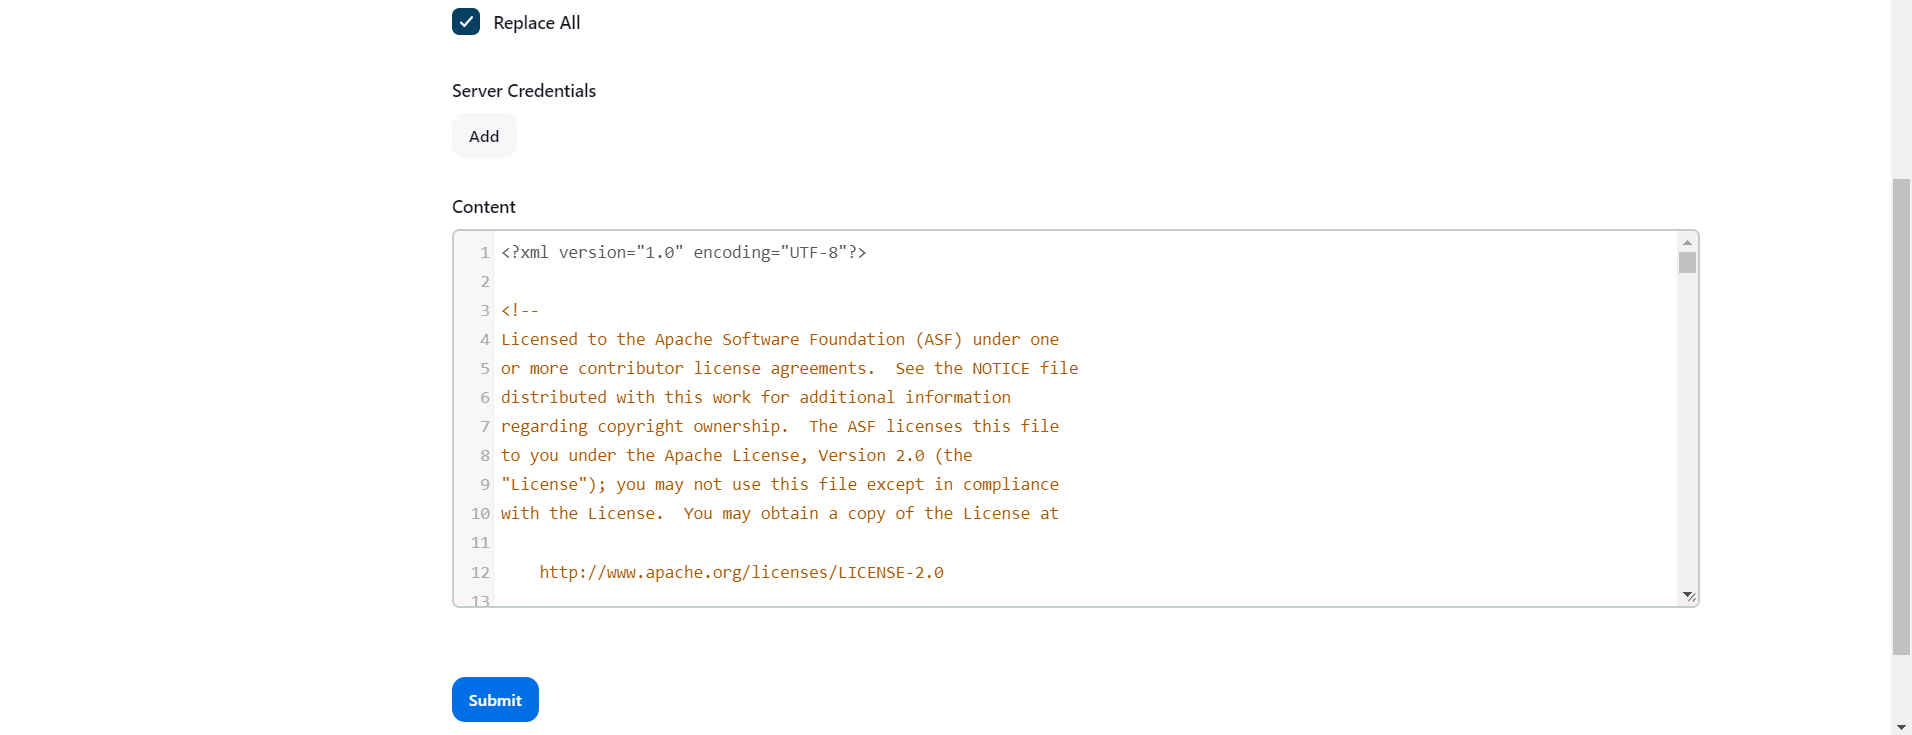 Replace All
Server Credentials
Add
Content
1 <?xml version="1.0" encoding="UTF-8"?>
2
3 <!--
4 Licensed to the Apache Software Foundation (ASF) under one
5 or more contributor license agreements.  See the NOTICE file
6 distributed with this work for additional information
7 regarding copyright ownership.  The ASF licenses this file
8 to you under the Apache License, Version 2.0 (the
9 "License"); you may not use this file except in compliance
10 with the License.  You may obtain a copy of the License at
11
12     http://www.apache.org/licenses/LICENSE-2.0
13
Submit